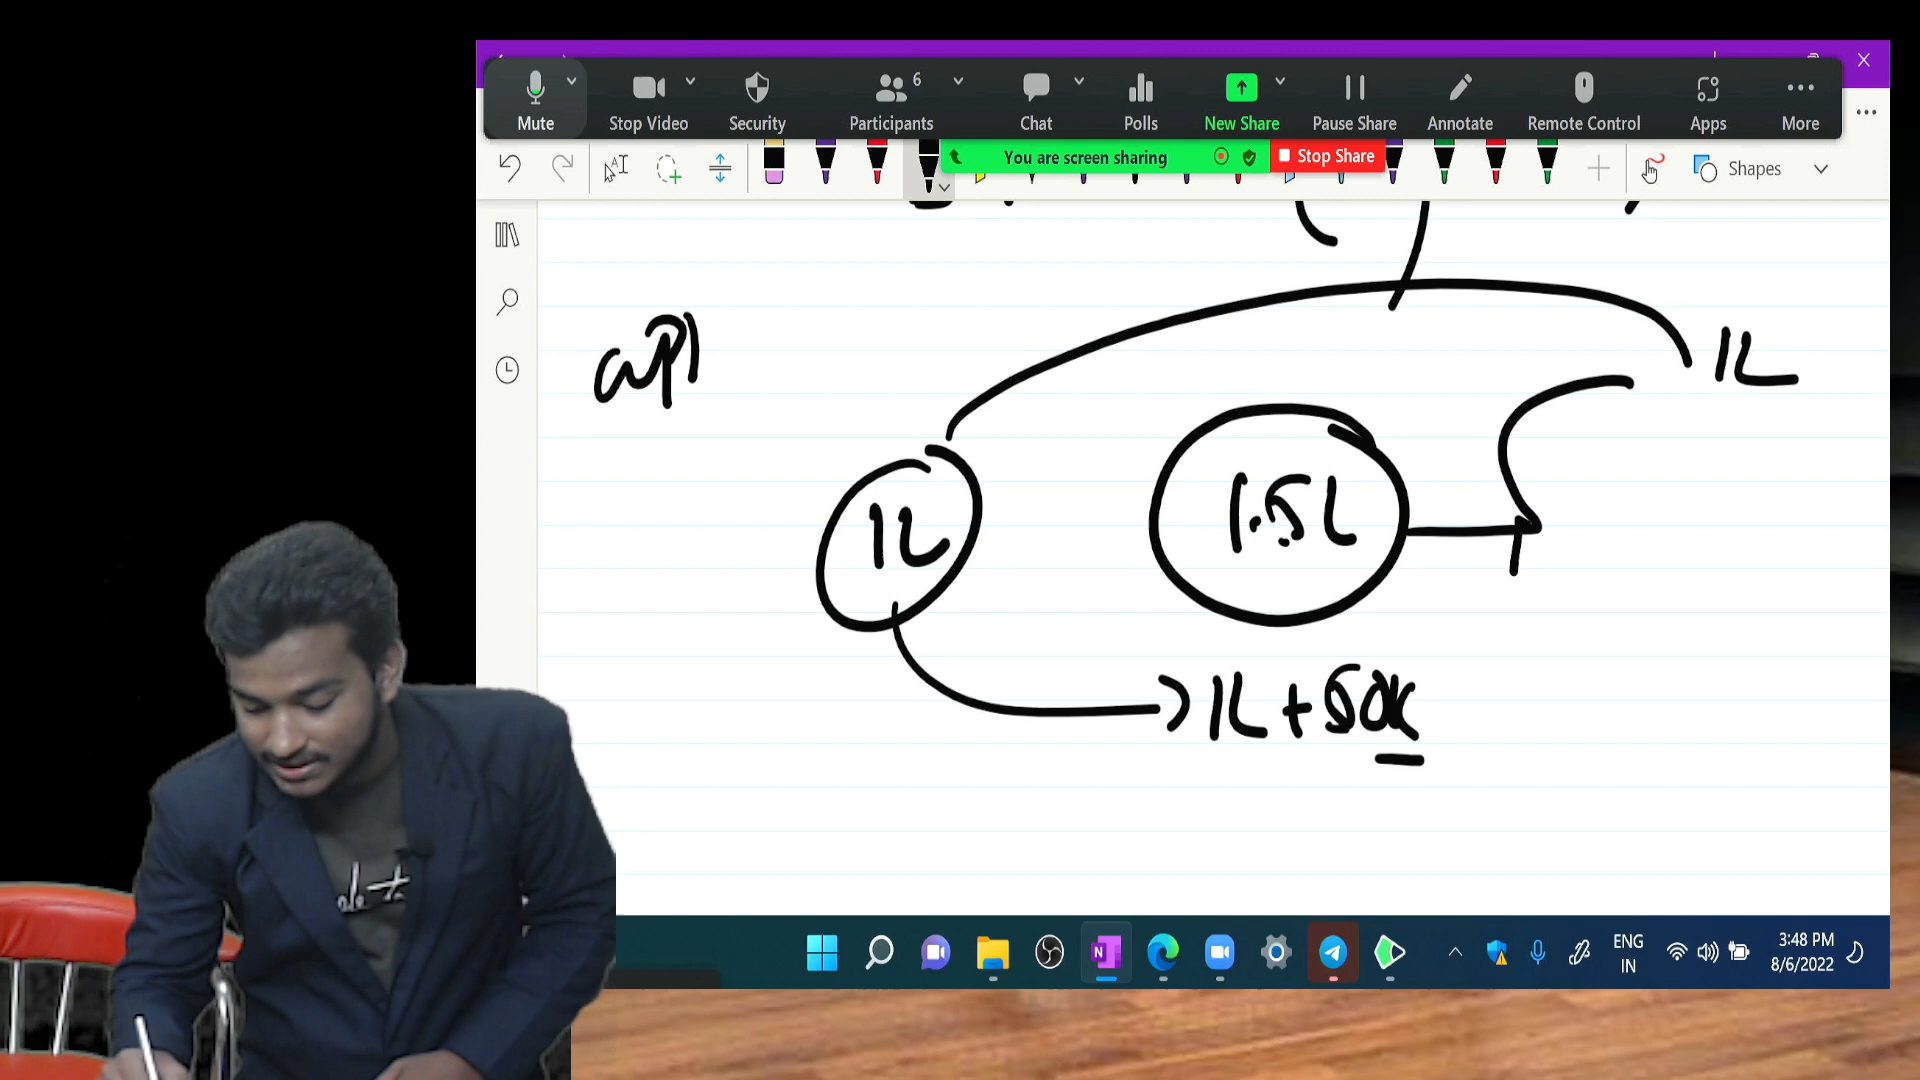 6
Mute
Stop Video
Security
Participants
Chat
Polls
New Share
Pause Share
Annotate
Remote Control
Apps
More
You are screen sharing
Stop Share
Shapes
1L
1L
1.5L
1L + 50K
ENG
IN
3:48 PM
8/6/2022